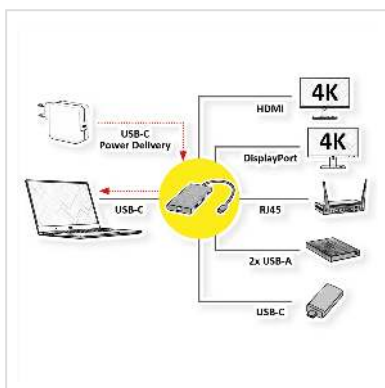 4K
HDMI
USB-C
Power Delivery
4K
DisplayPort
USB-C
RJ45
2x USB-A
USB-C